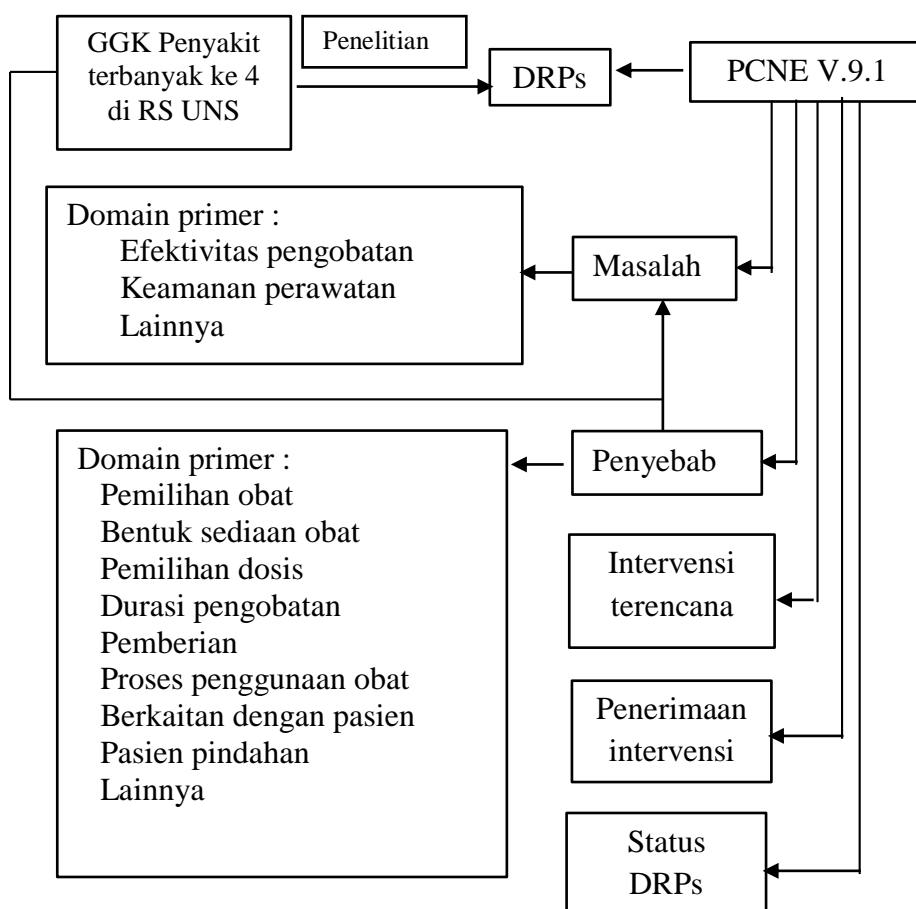 GGK Penyakit
terbanyak ke 4
di RS UNS
Penelitian
DRPs
PCNE V.9.1
Domain primer :
Efektivitas pengobatan
Keamanan perawatan
Lainnya
Masalah
Domain primer :
Pemilihan obat
Bentuk sediaan obat
Pemilihan dosis
Durasi pengobatan
Pemberian
Proses penggunaan obat
Berkaitan dengan pasien
Pasien pindahan
Lainnya
Penyebab
Intervensi
terencana
Penerimaan
intervensi
Status
DRPs